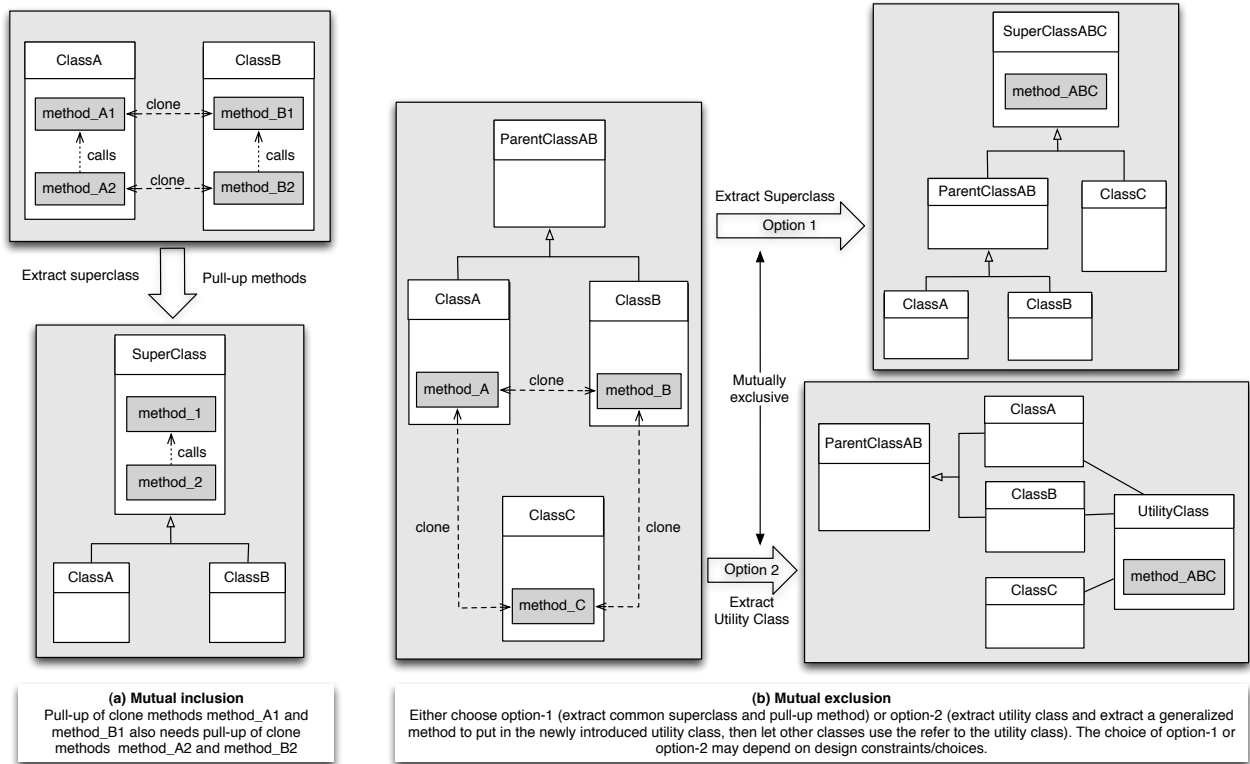 ClassA
ClassB
method_A1
clone
method_B1
calls
calls
method_A2
clone
method_B2
Extract superclass
Pull-up methods
SuperClass
method_1
calls
method_2
ClassA
ClassB
(a) Mutual inclusion
Pull-up of clone methods method_A1 and
method_B1 also needs pull-up of clone
methods method_A2 and method_B2
ParentClassAB
ClassA
ClassB
method_A
clone
method_B
ClassC
clone
clone
method_C
Extract Superclass
Option 1
Mutually
exclusive
Option 2
Extract
Utility Class
SuperClassABC
method_ABC
ParentClassAB
ClassC
ClassA
ClassB
ClassA
ParentClassAB
ClassB
UtilityClass
method_ABC
ClassC
(b) Mutual exclusion
Either choose option-1 (extract common superclass and pull-up method) or option-2 (extract utility class and extract a generalized
method to put in the newly introduced utility class, then let other classes use the refer to the utility class). The choice of option-1 or
option-2 may depend on design constraints/choices.